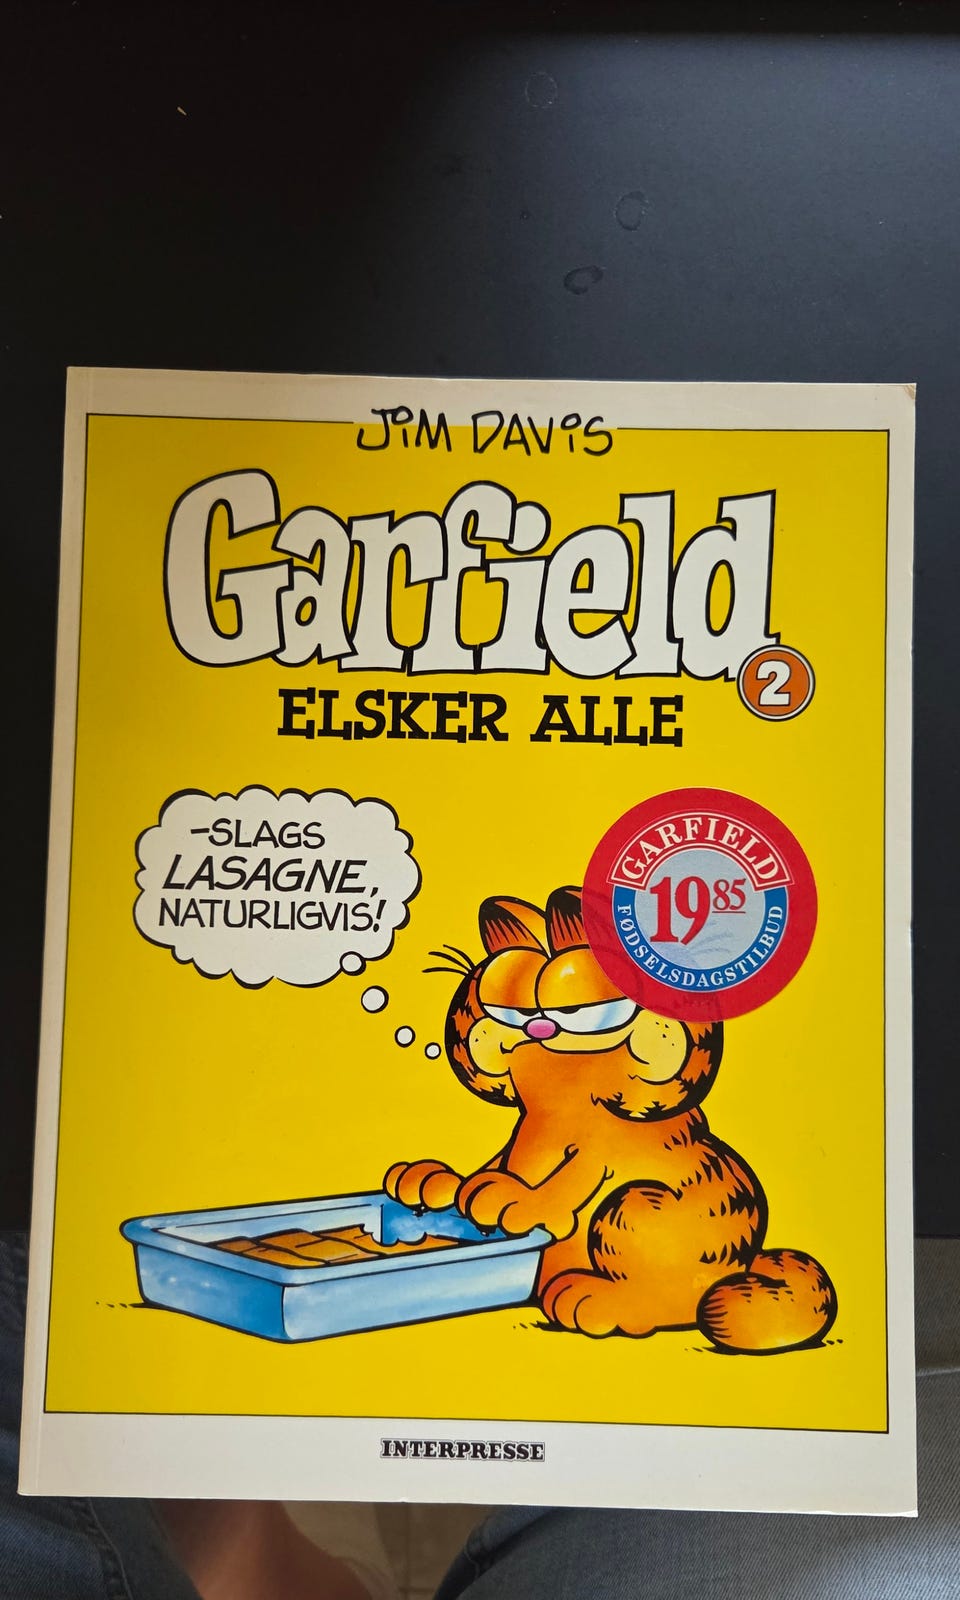 JiM DAViS
Garfield
2
ELSKER ALLE
-SLAGS
LASAGNE,
NATURLIGVIS!
GARFIELD
19 85
FØDSELSDAGSTILBUD
INTERPRESSE